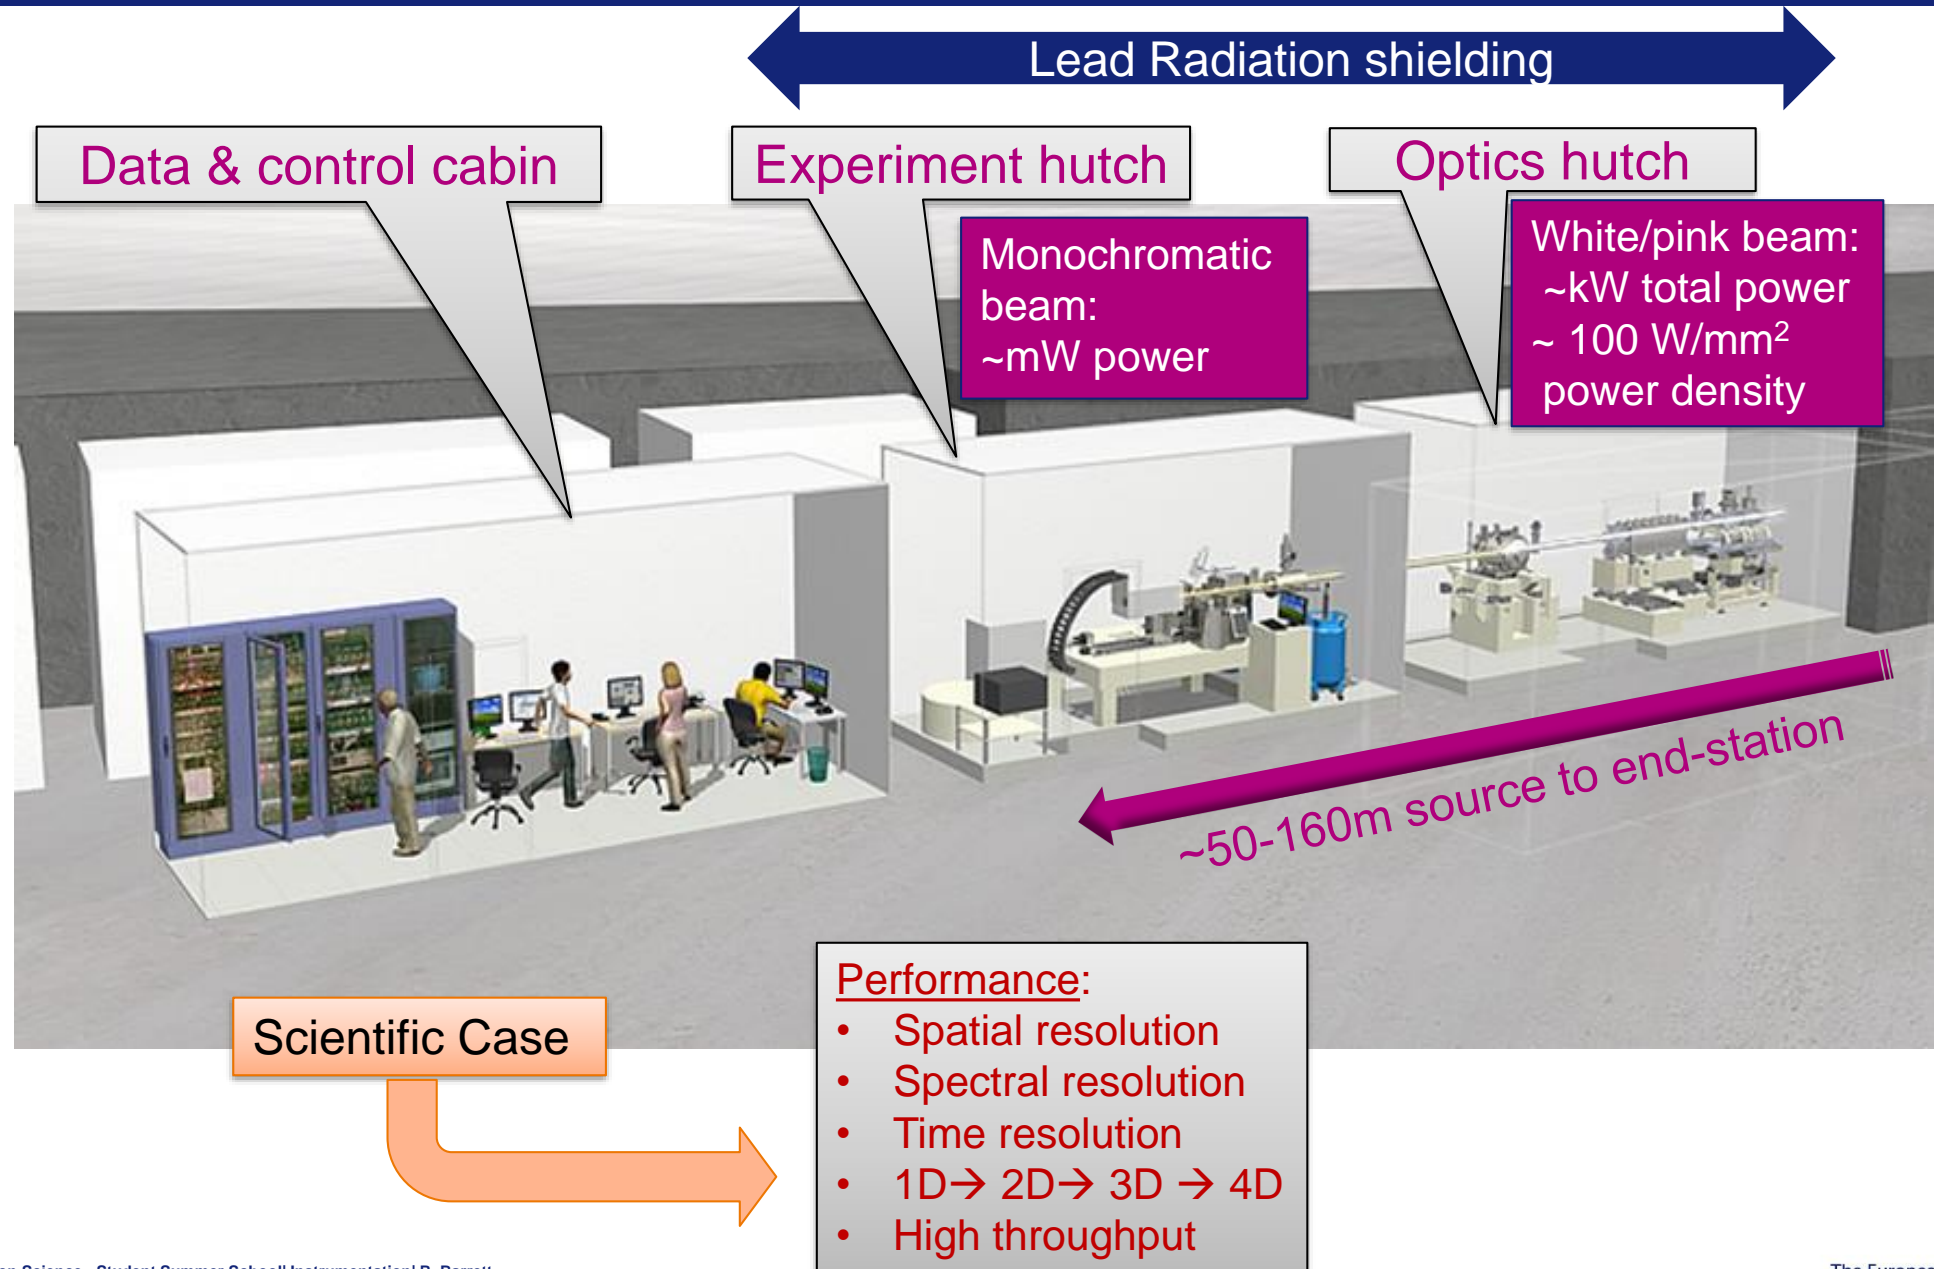 Lead Radiation shielding
Data & control cabin
Experiment hutch
Optics hutch
Monochromatic
beam:
~mW power
White/pink beam:
~kW total power
~ 100 W/mm²
power density
~50-160m source to end-station
Scientific Case
Performance:
• Spatial resolution
• Spectral resolution
• Time resolution
• 1D→ 2D→ 3D → 4D
• High throughput